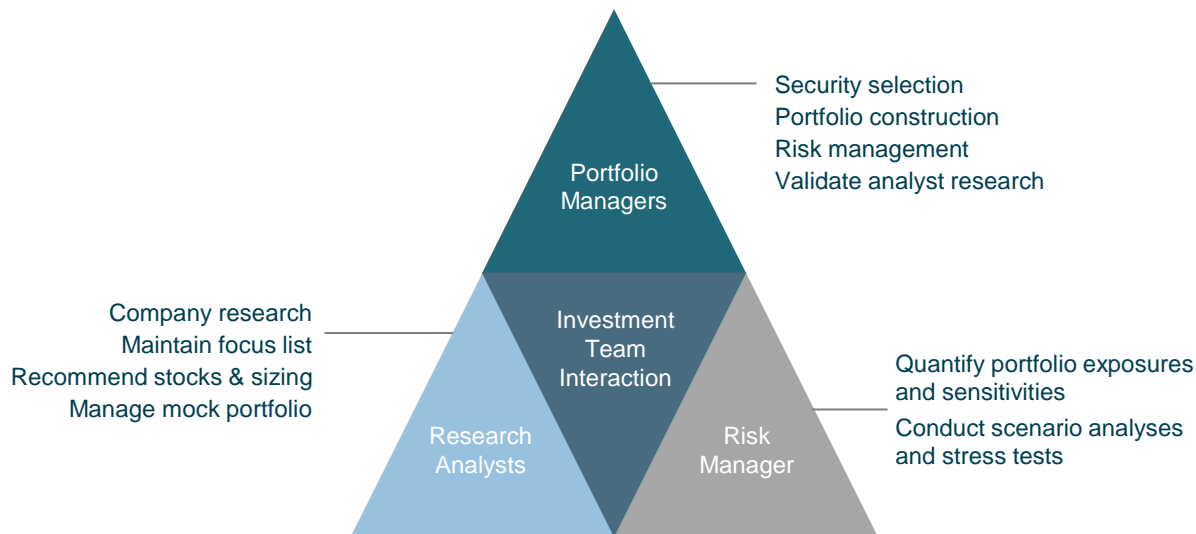 Security selection
Portfolio construction
Risk management
Validate analyst research
Portfolio
Managers
Company research
Maintain focus list
Recommend stocks & sizing
Manage mock portfolio
Investment
Team
Interaction
Quantify portfolio exposures
and sensitivities
Conduct scenario analyses
and stress tests
Research
Analysts
Risk
Manager